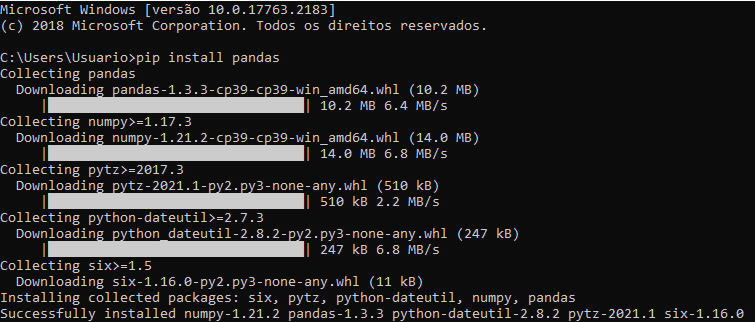 Microsoft Windows [versão 10.0.17763.2183]
(c) 2018 Microsoft Corporation. Todos os direitos reservados.
C:\Users\Usuario>pip install pandas
Collecting pandas
Downloading pandas-1.3.3-cp39-cp39-win_amd64.whl (10.2 MB)
| | 10.2 MB 6.4 MB/s
Collecting numpy>=1.17.3
Downloading numpy-1.21.2-cp39-cp39-win_amd64.whl (14.0 MB)
| | 14.0 MB 6.8 MB/s
Collecting pytz>=2017.3
Downloading pytz-2021.1-py2.py3-none-any.whl (510 kB)
| | 510 kB 2.2 MB/s
Collecting python-dateutil>=2.7.3
Downloading python_dateutil-2.8.2-py2.py3-none-any.whl (247 kB)
| | 247 kB 6.8 MB/s
Collecting six>=1.5
Downloading six-1.16.0-py2.py3-none-any.whl (11 kB)
Installing collected packages: six, pytz, python-dateutil, numpy, pandas
Successfully installed numpy-1.21.2 pandas-1.3.3 python-dateutil-2.8.2 pytz-2021.1 six-1.16.0